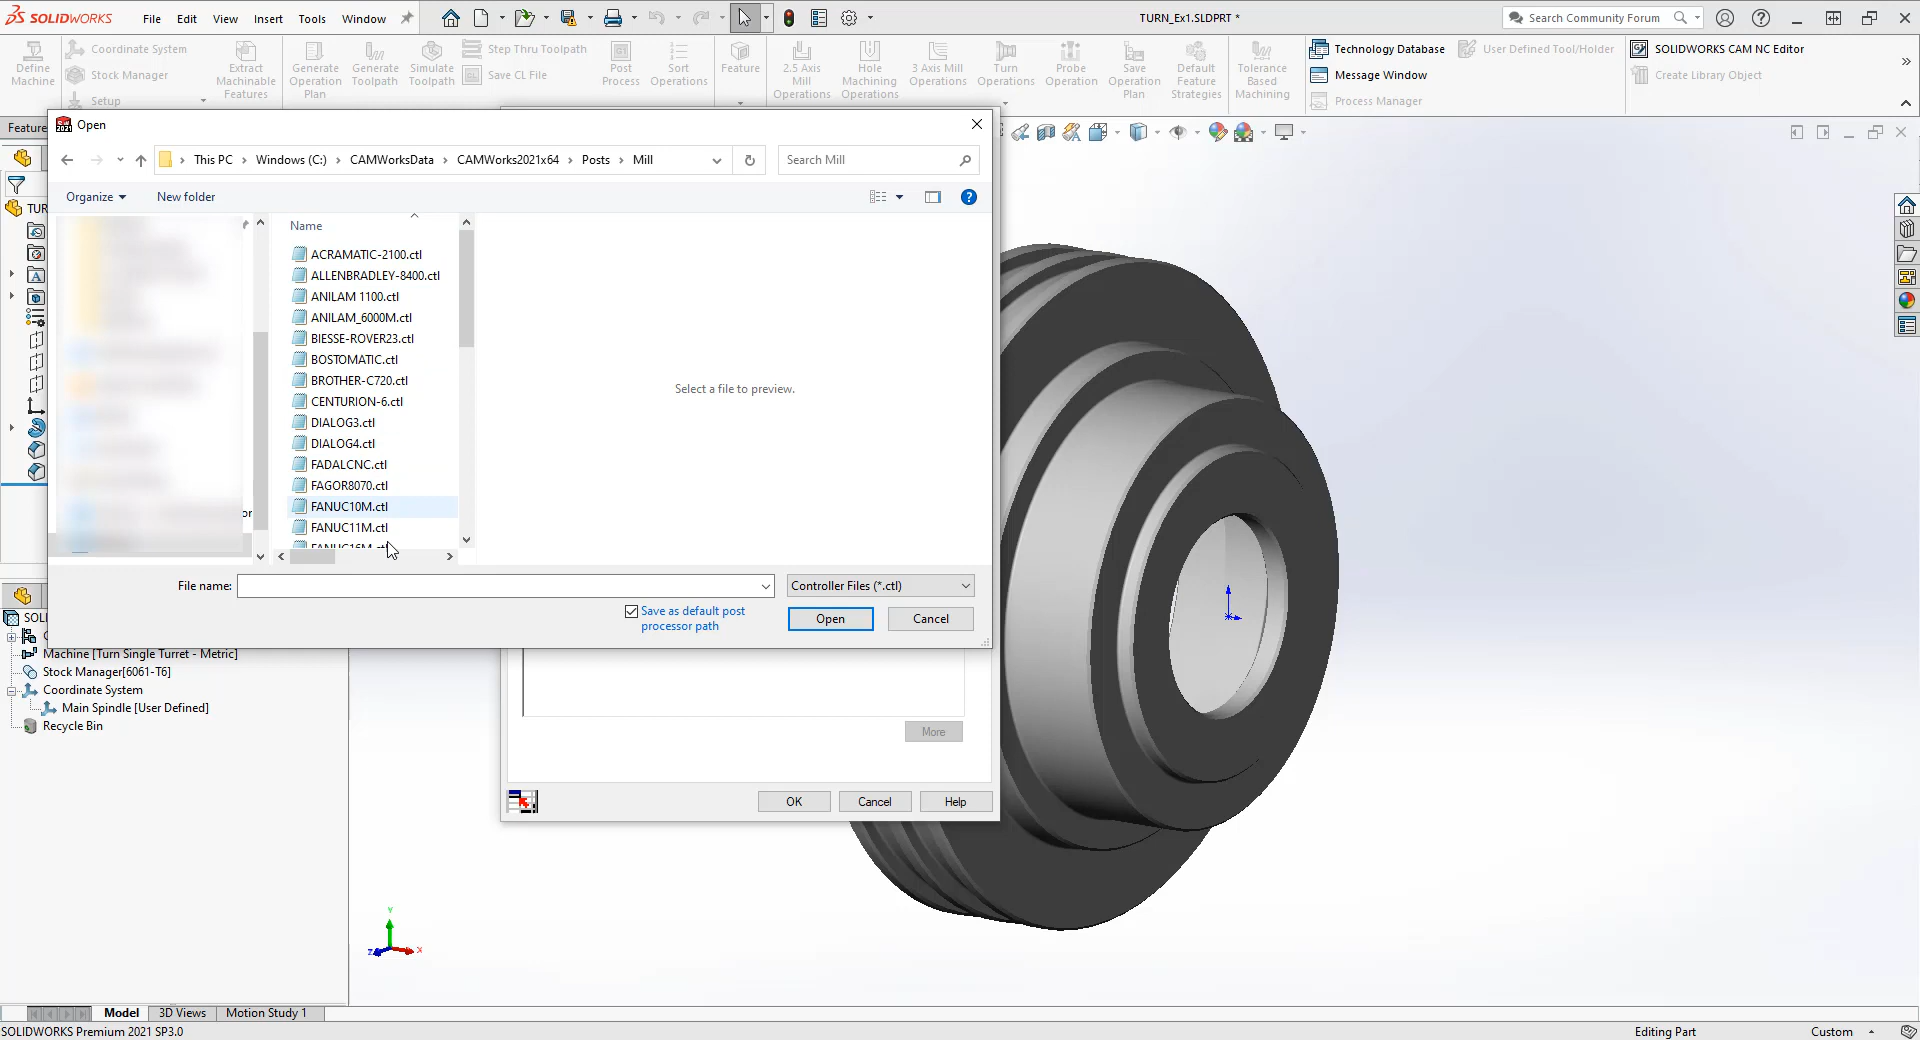 SOLIDWORKS File Edit View Insert Tools Window TURN_Ex1.SLDPRT * Search Community Forum
Define Machine
Coordinate System
Stock Manager
Setup
Extract Machinable Features
Generate Operation Plan
Generate Toolpath
Simulate Toolpath
Step Thru Toolpath
Save CL File
Post Process
Sort Operations
Feature
2.5 Axis Mill Operations
Hole Machining Operations
3 Axis Mill Operations
Turn Operations
Probe Operation
Save Operation Plan
Default Feature Strategies
Tolerance Based Machining
Technology Database
Message Window
Process Manager
User Defined Tool/Holder
SOLIDWORKS CAM NC Editor
Create Library Object
Feature
Open
This PC > Windows (C:) > CAMWorksData > CAMWorks2021x64 > Posts > Mill
Search Mill
Organize
New folder
TUR
Name
ACRAMATIC-2100.ctl
ALLENBRADLEY-8400.ctl
ANILAM 1100.ctl
ANILAM_6000M.ctl
BIESSE-ROVER23.ctl
BOSTOMATIC.ctl
BROTHER-C720.ctl
CENTURION-6.ctl
DIALOG3.ctl
DIALOG4.ctl
FADALCNC.ctl
FAGOR8070.ctl
FANUC10M.ctl
FANUC11M.ctl
Select a file to preview.
File name:
Controller Files (*.ctl)
Save as default post
processor path
Open
Cancel
SOLI
Machine [Turn Single Turret - Metric]
Stock Manager[6061-T6]
Coordinate System
Main Spindle [User Defined]
Recycle Bin
More
OK
Cancel
Help
Y
Z
X
Model
3D Views
Motion Study 1
SOLIDWORKS Premium 2021 SP3.0
Editing Part
Custom